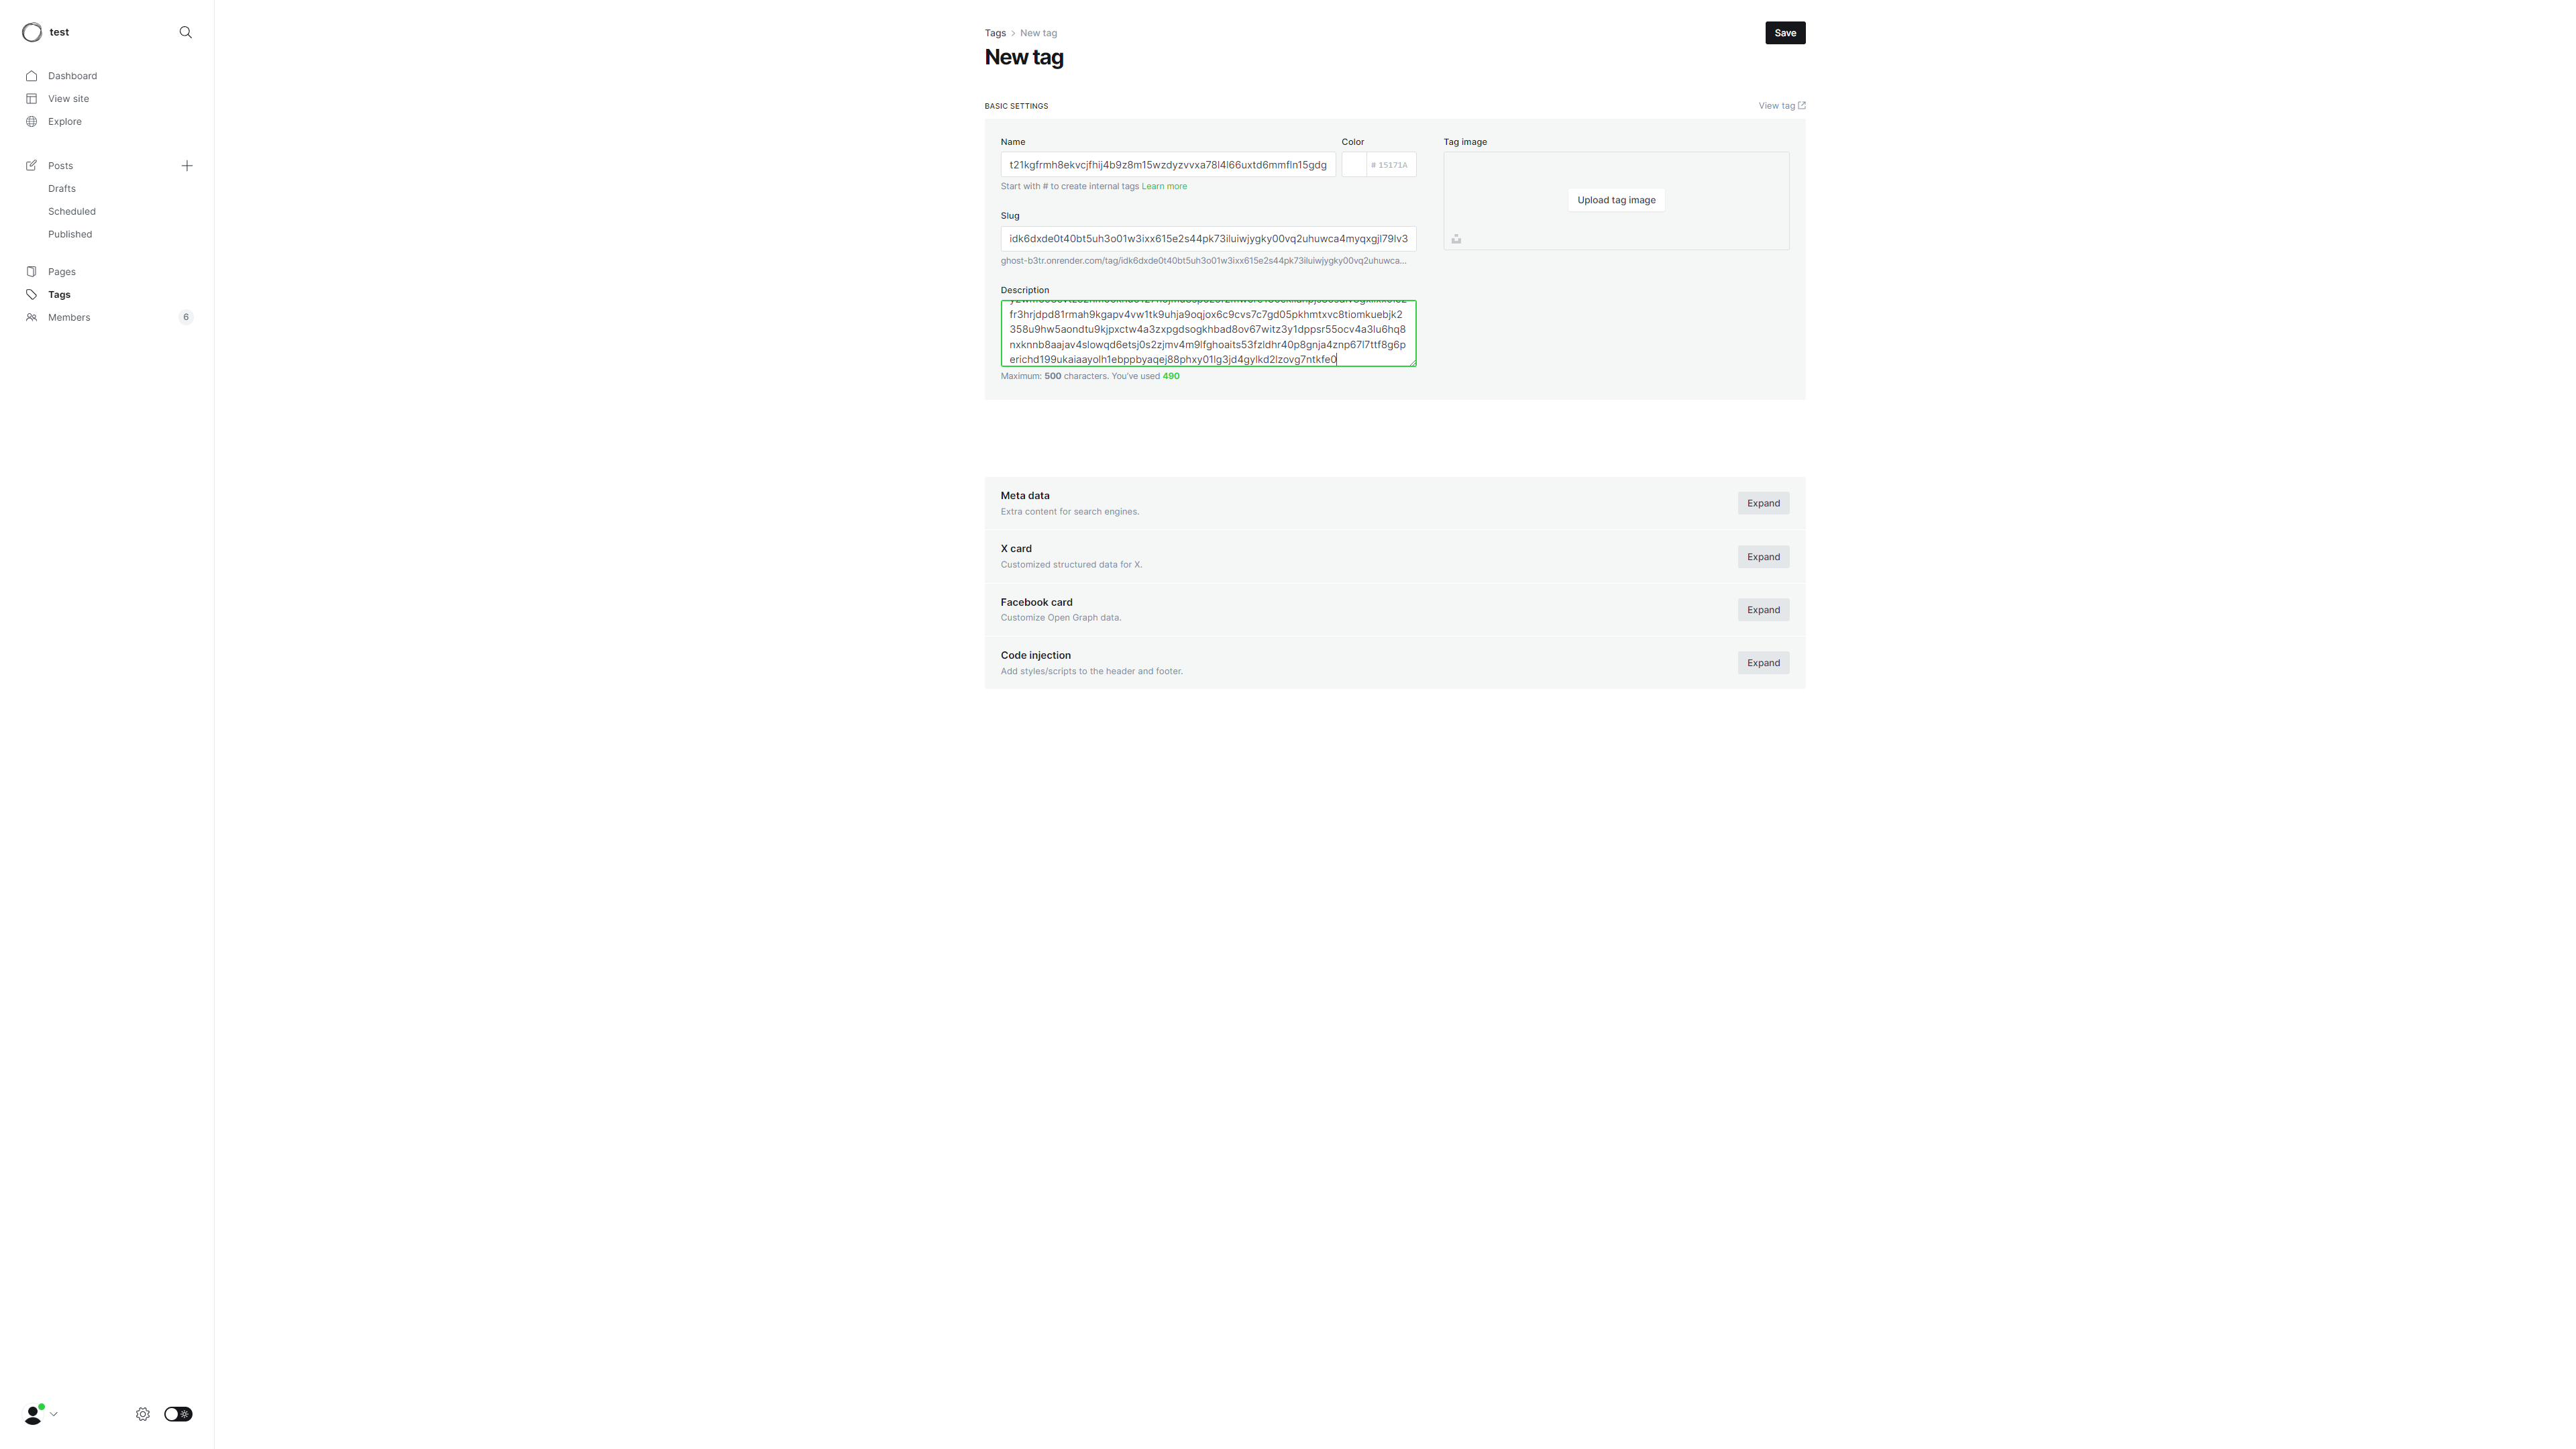 test
Dashboard
View site
Explore
Posts
Drafts
Scheduled
Published
Pages
Tags
Members
6
Tags
New tag
Save
New tag
BASIC SETTINGS
View tag
Name
t21kgfrmh8ekvcjfhij4b9z8m15wzdyzvvxa78l4l66uxtd6mmfln15gdg
Color
# 15171A
Start with # to create internal tags Learn more
Slug
idk6dxde0t40bt5uh3o01w3ixx615e2s44pk73iluiwjygky00vq2uhuwca4myqxgjl79lv3
ghost-b3tr.onrender.com/tag/idk6dxde0t40bt5uh3o01w3ixx615e2s44pk73iluiwjygky00vq2uhuwca...
Description
fr3hrjdpd81rmah9kgapv4vw1tk9uhja9oqjox6c9cvs7c7gd05pkhmtxvc8tiomkuebjk2
358u9hw5aondtu9kjpxctw4a3zxpgdsogkhbad8ov67witz3y1dppsr55ocv4a3lu6hq8
nxknnb8aajav4slowqd6etsj0s2zjmv4m9lfghoaits53fzldhr40p8gnja4znp67l7ttf8g6p
erichd199ukaiaayolh1ebppbyaqej88phxy01lg3jd4gylkd2lzovg7ntkfe0
Maximum: 500 characters. You've used 490
Tag image
Upload tag image
Meta data
Extra content for search engines.
Expand
X card
Customized structured data for X.
Expand
Facebook card
Customize Open Graph data.
Expand
Code injection
Add styles/scripts to the header and footer.
Expand